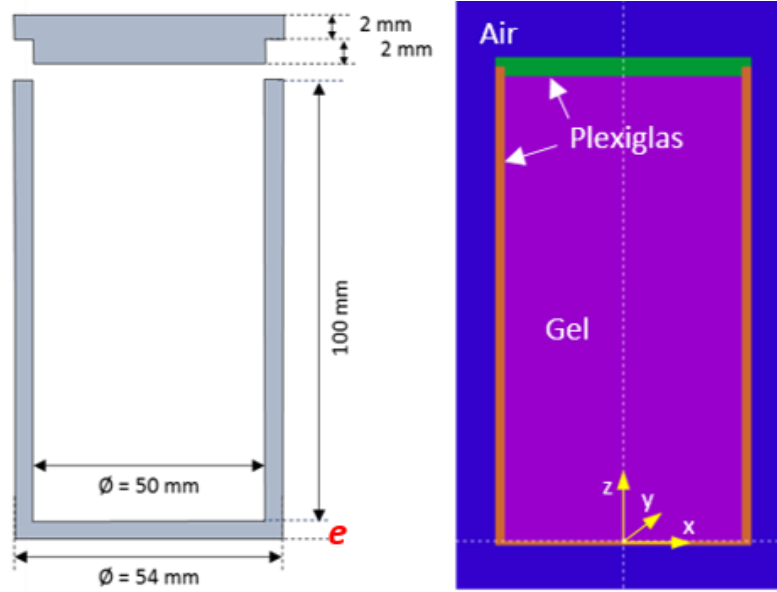 2 mm
2 mm
100 mm
Ø = 50 mm
e
Ø = 54 mm
Air
Plexiglas
Gel
z
y
x